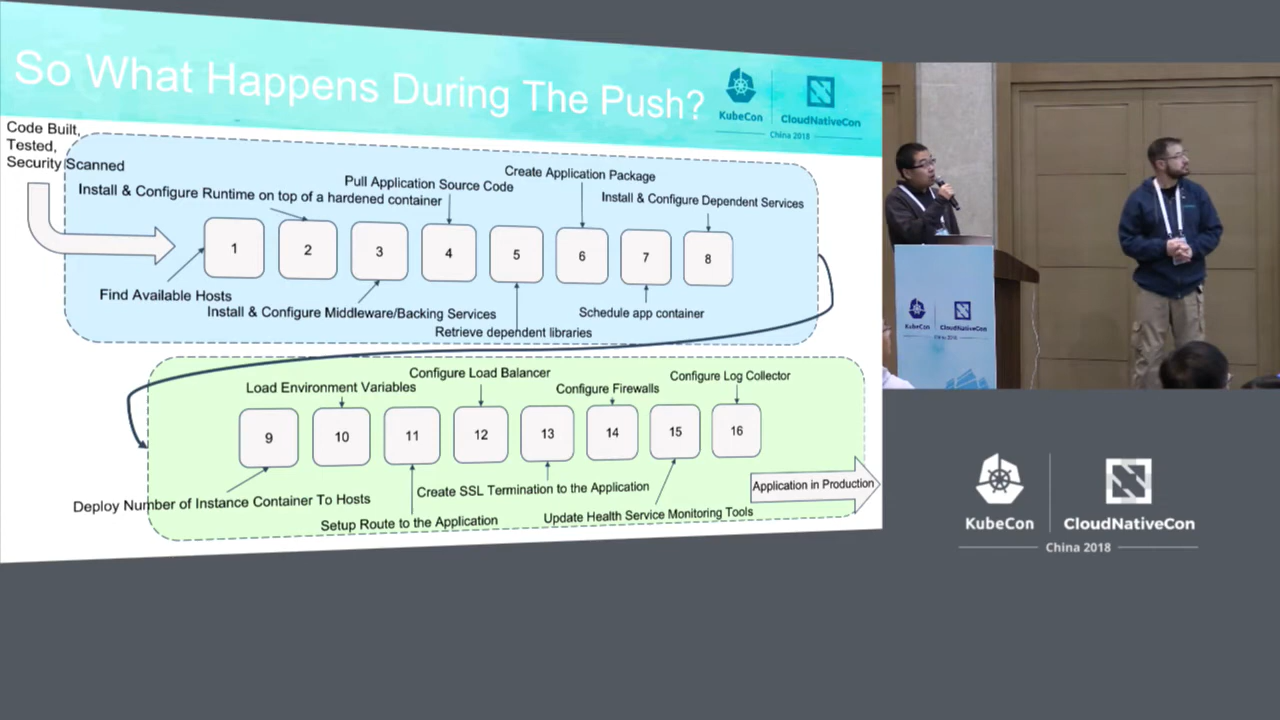 So What Happens During The Push?
KubeCon
CloudNativeCon
China 2018
Code Built,
Tested,
Security Scanned
Install & Configure Runtime on top of a hardened container
Pull Application Source Code
Create Application Package
Install & Configure Dependent Services
1
2
3
4
5
6
7
8
Find Available Hosts
Install & Configure Middleware/Backing Services
Retrieve dependent libraries
Schedule app container
Load Environment Variables
Configure Load Balancer
Configure Firewalls
Configure Log Collector
9
10
11
12
13
14
15
16
Deploy Number of Instance Container To Hosts
Setup Route to the Application
Create SSL Termination to the Application
Update Health Service Monitoring Tools
Application in Production
KubeCon
CloudNativeCon
China 2018
KubeCon
CloudNativeCon
China 2018